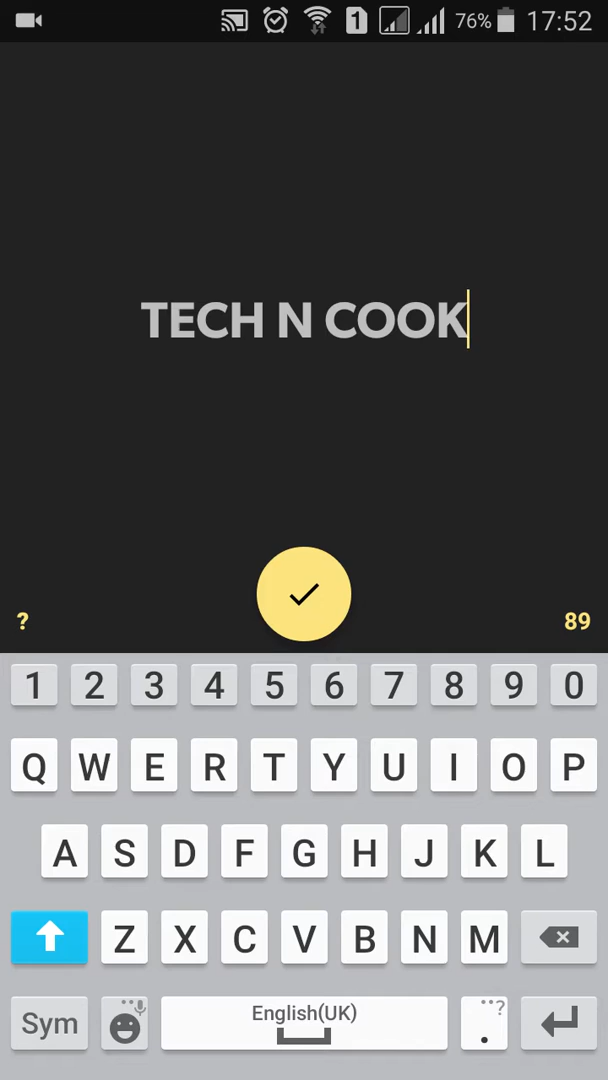 1 76% 17:52
TECH N COOK
? 89
1 2 3 4 5 6 7 8 9 0
Q W E R T Y U I O P
A S D F G H J K L
Z X C V B N M
Sym English(UK) . ?